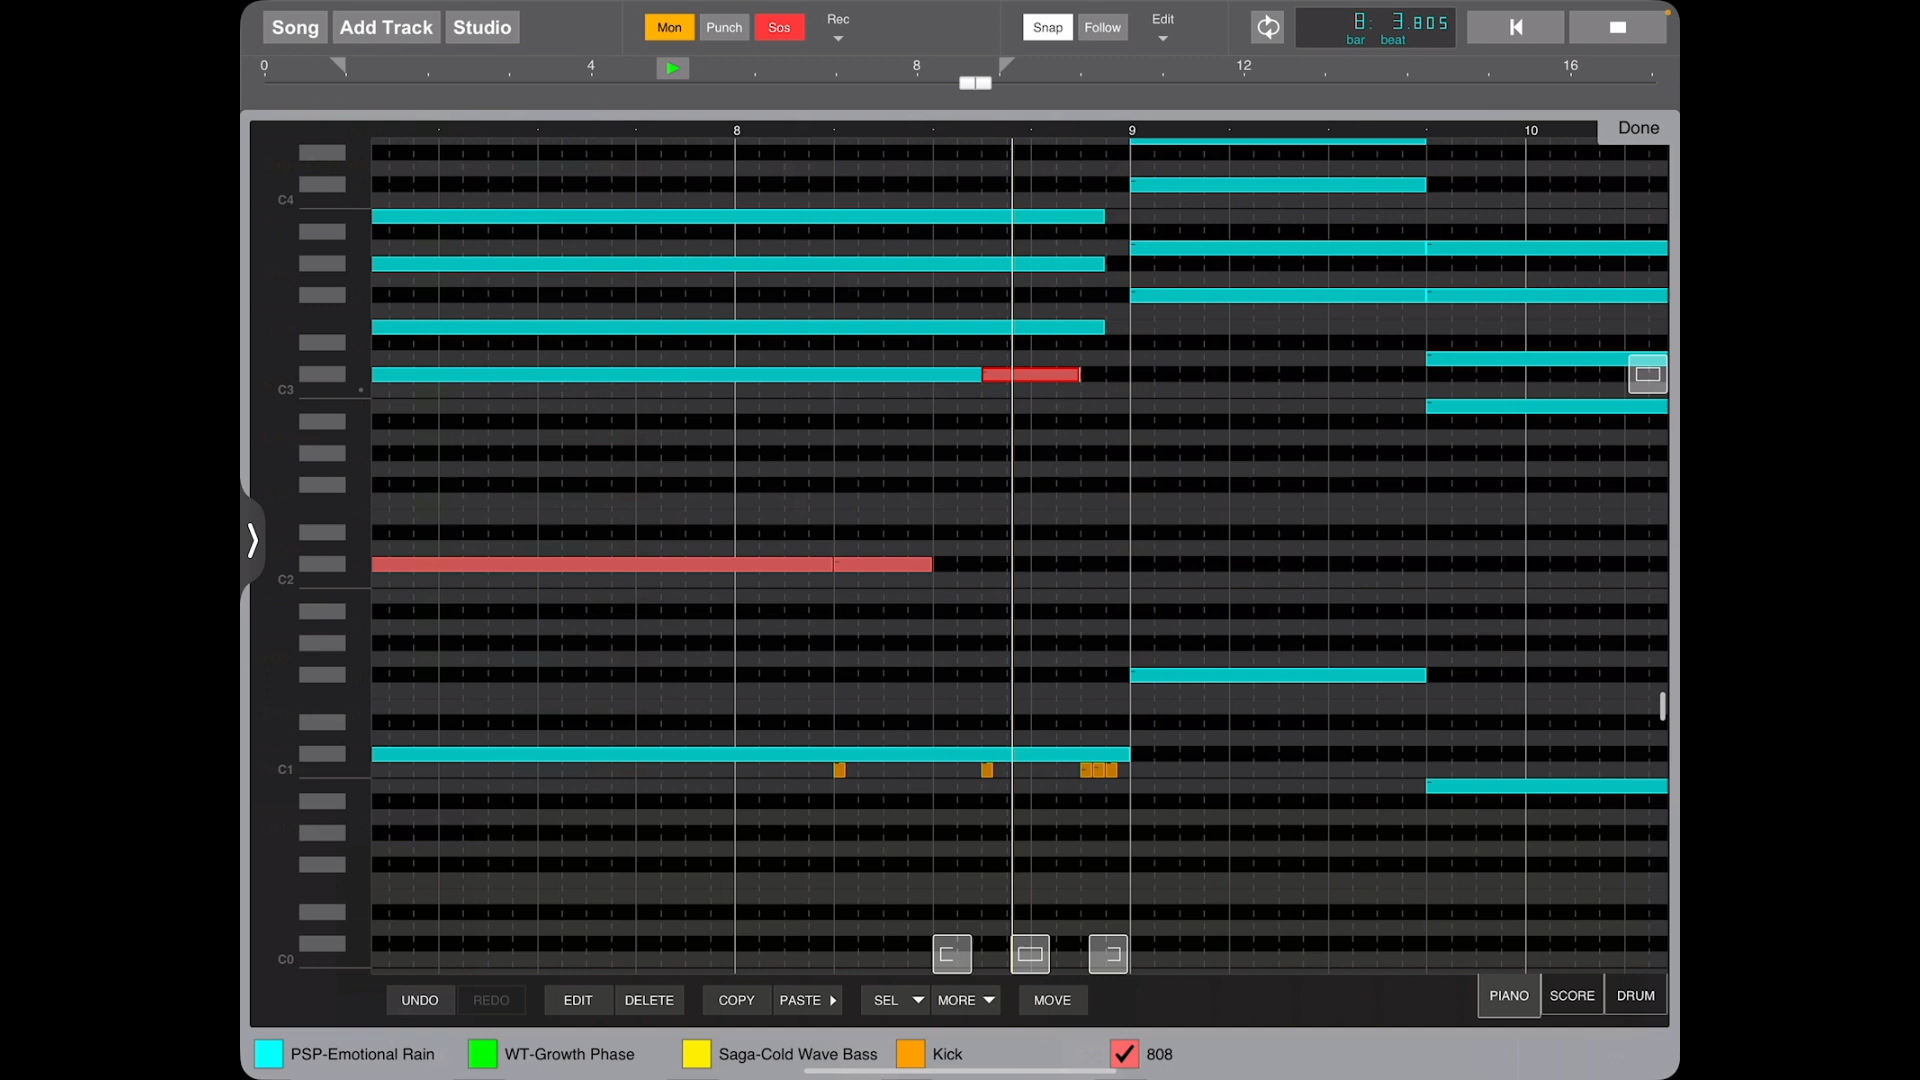 Song Add Track Studio Mon Punch Sos Rec Snap Follow Edit 8: 3.805
bar beat
0 4 8 12 16
8 9 10 Done
C4
C3
C2
C1
C0
UNDO REDO EDIT DELETE COPY PASTE SEL MORE MOVE PIANO SCORE DRUM
PSP-Emotional Rain WT-Growth Phase Saga-Cold Wave Bass Kick 808